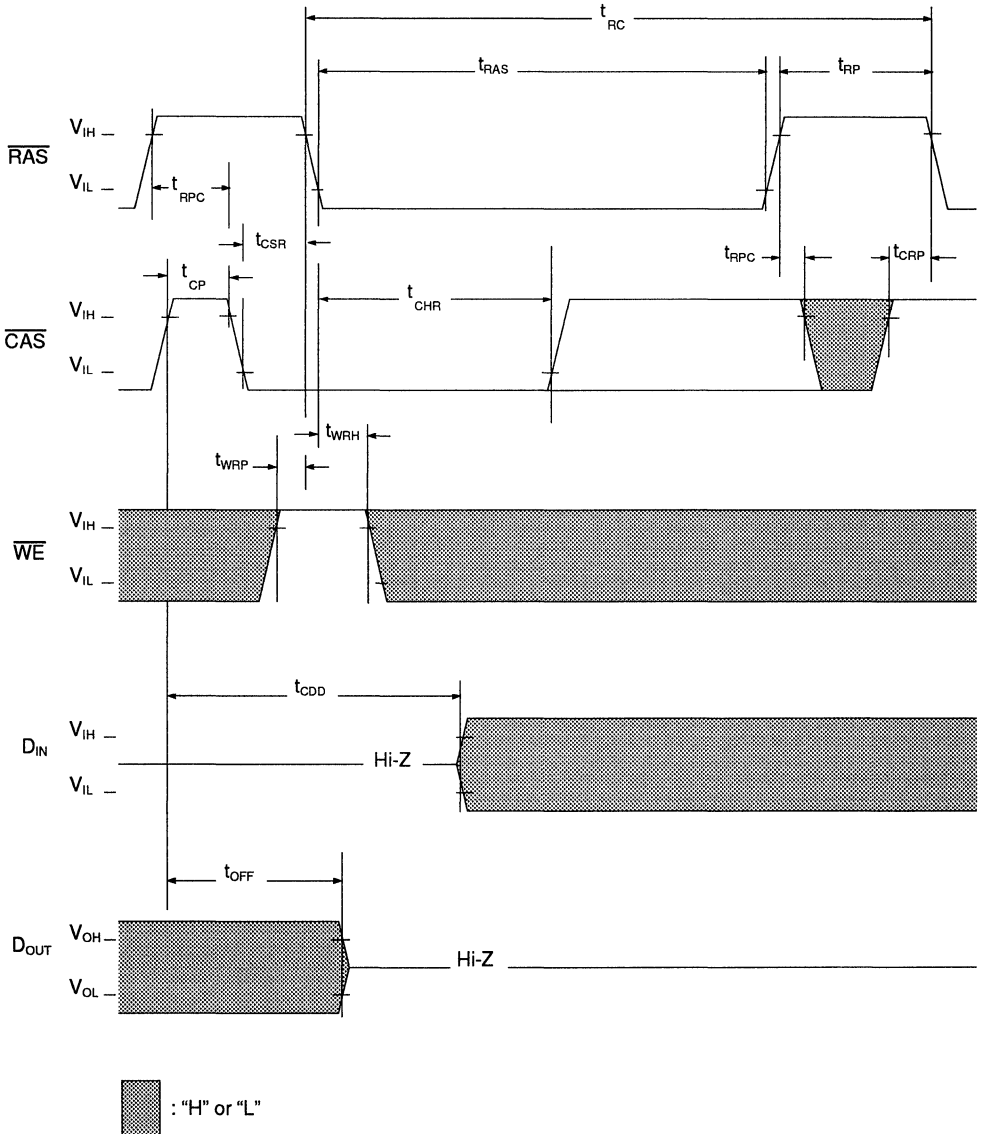 tRC
tRAS
tRP
RAS
VIH
VIL
tRPC
tCSR
tCP
tRPC
tCRP
tCHR
CAS
VIH
VIL
tWRH
tWRP
WE
VIH
VIL
tCDD
DIN
VIH
Hi-Z
VIL
tOFF
DOUT
VOH
Hi-Z
VOL
: “H” or “L”